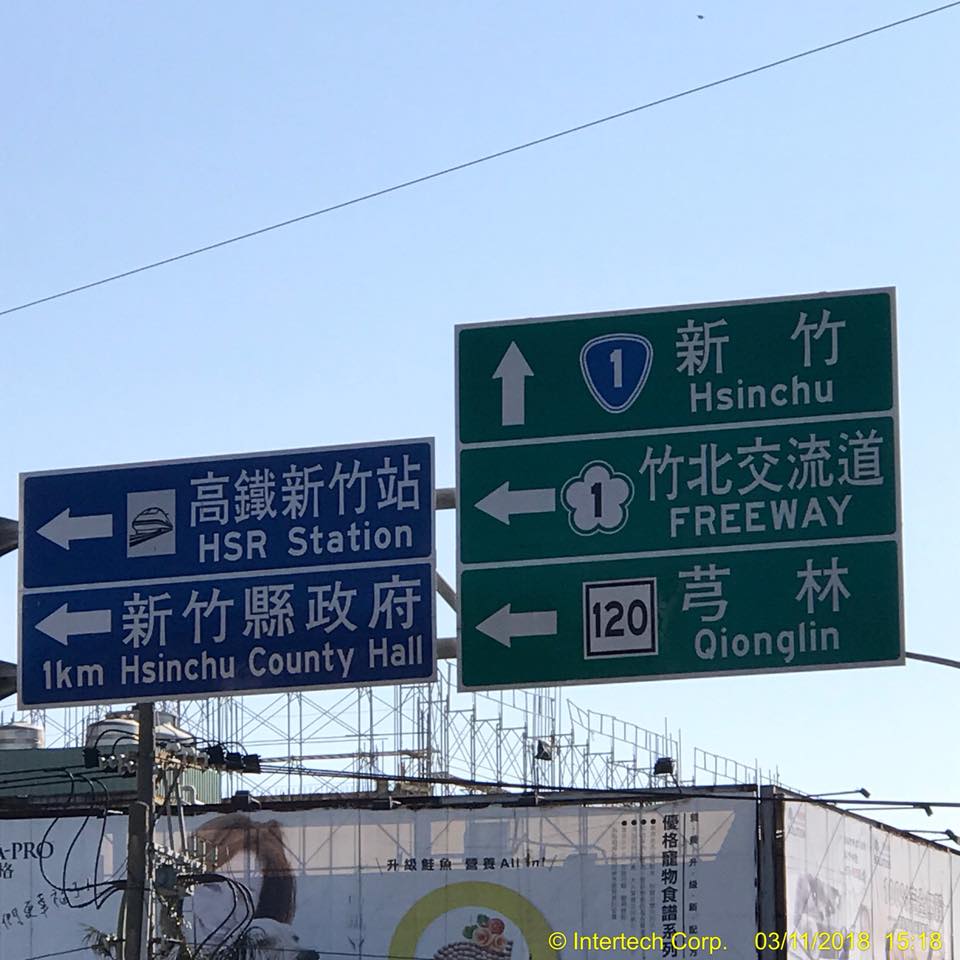 1
新竹
Hsinchu
1
竹北交流道
FREEWAY
120
芎林
Qionglin
高鐵新竹站
HSR Station
新竹縣政府
1km Hsinchu County Hall
A-PRO
格
升級鮭魚 營養All in!
優格寵物食譜系列
© Intertech Corp. 03/11/2018 15:18